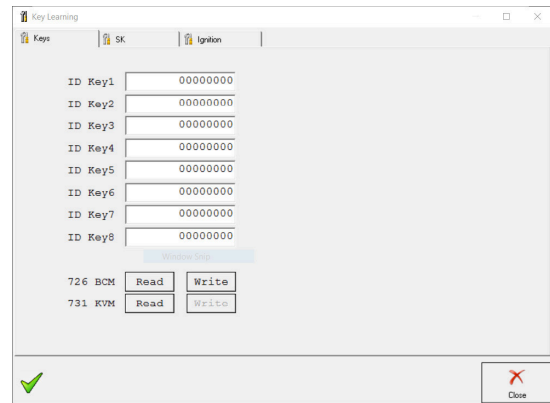 Key Learning
Keys SK Ignition
ID Key1 00000000
ID Key2 00000000
ID Key3 00000000
ID Key4 00000000
ID Key5 00000000
ID Key6 00000000
ID Key7 00000000
ID Key8 00000000
Window Snip
726 BCM Read Write
731 KVM Read Write
Close